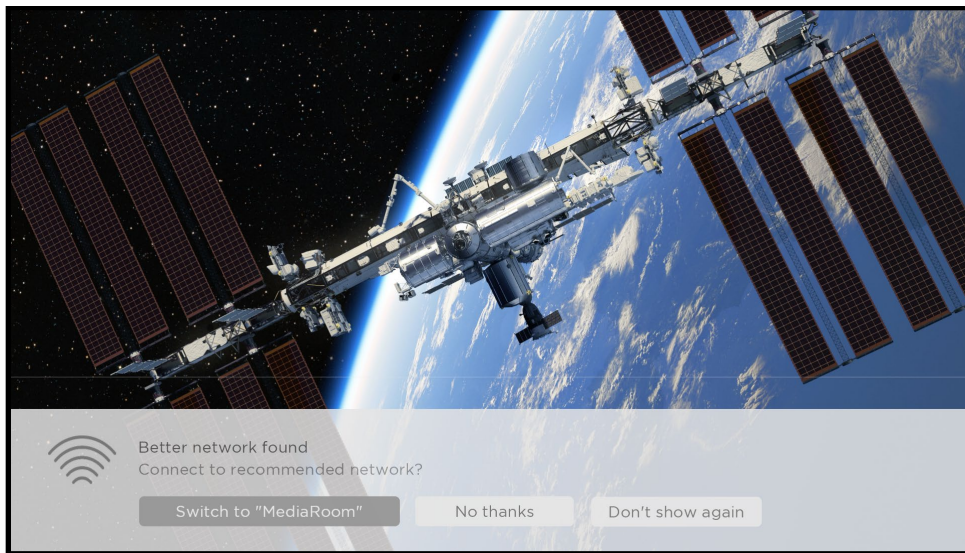 Better network found
Connect to recommended network?
Switch to "MediaRoom"
No thanks
Don't show again